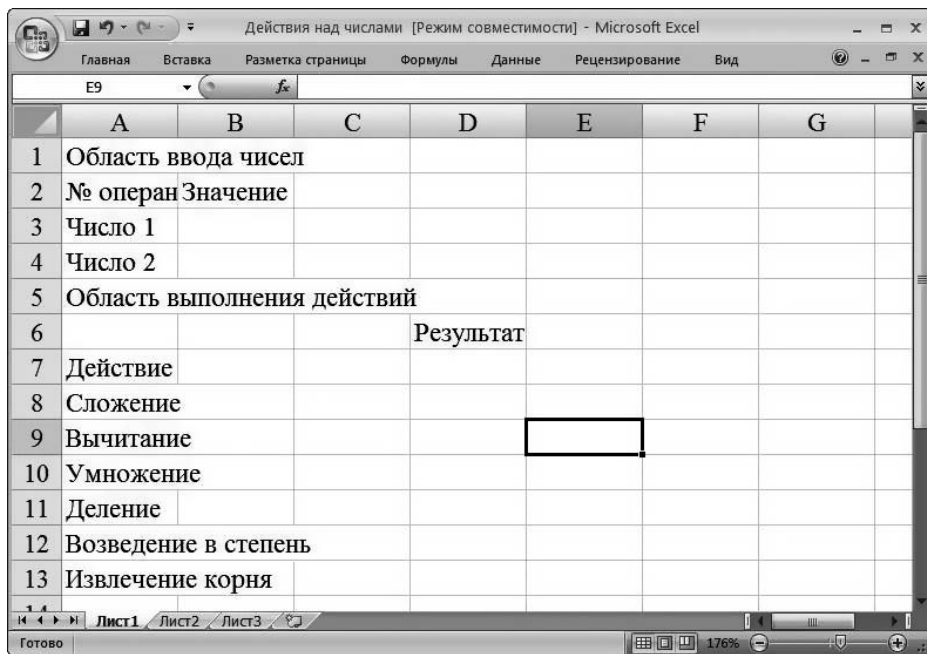 Действия над числами [Режим совместимости] - Microsoft Excel
Главная Вставка Разметка страницы Формулы Данные Рецензирование Вид
E9 fx
A B C D E F G
1 Область ввода чисел
2 № операн Значение
3 Число 1
4 Число 2
5 Область выполнения действий
6 Результат
7 Действие
8 Сложение
9 Вычитание
10 Умножение
11 Деление
12 Возведение в степень
13 Извлечение корня
14
Лист1 Лист2 Лист3
Готово 176%